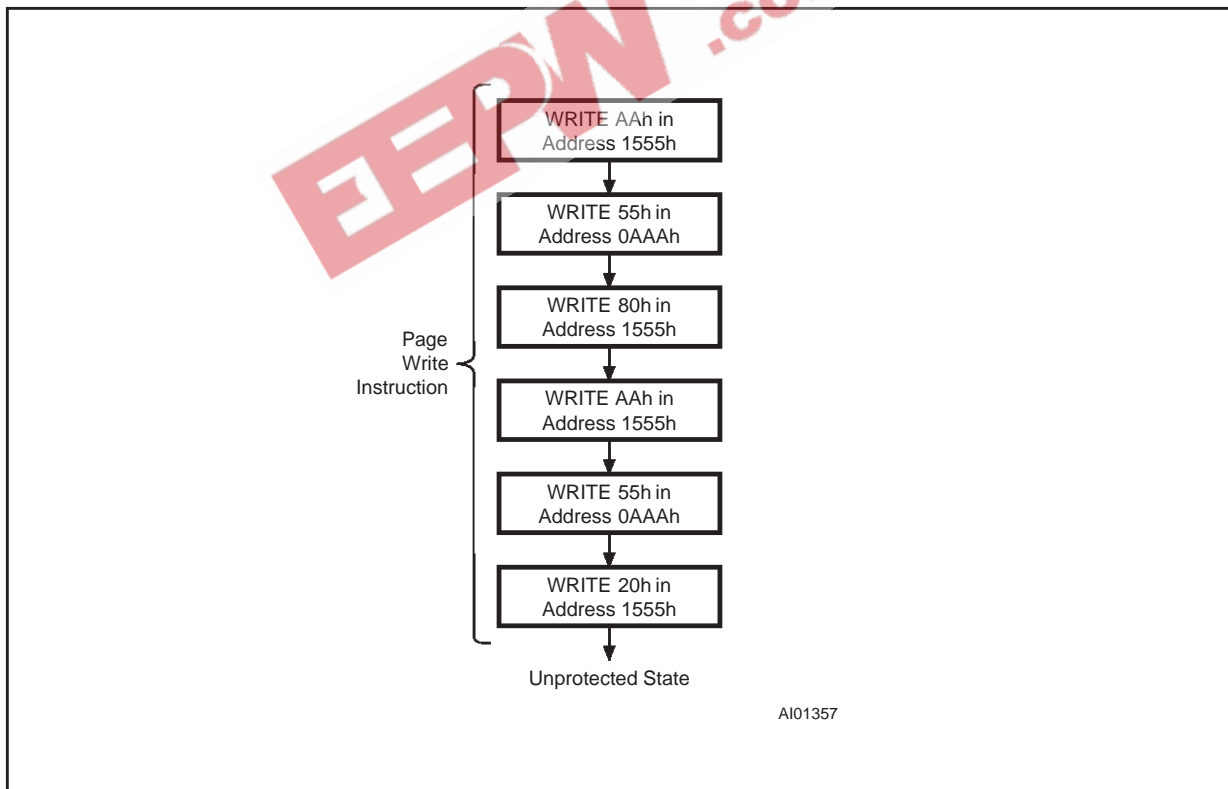 EEPW
WRITE AAh in
Address 1555h
WRITE 55h in
Address 0AAAh
WRITE 80h in
Address 1555h
Page
Write
Instruction
WRITE AAh in
Address 1555h
WRITE 55h in
Address 0AAAh
WRITE 20h in
Address 1555h
Unprotected State
AI01357